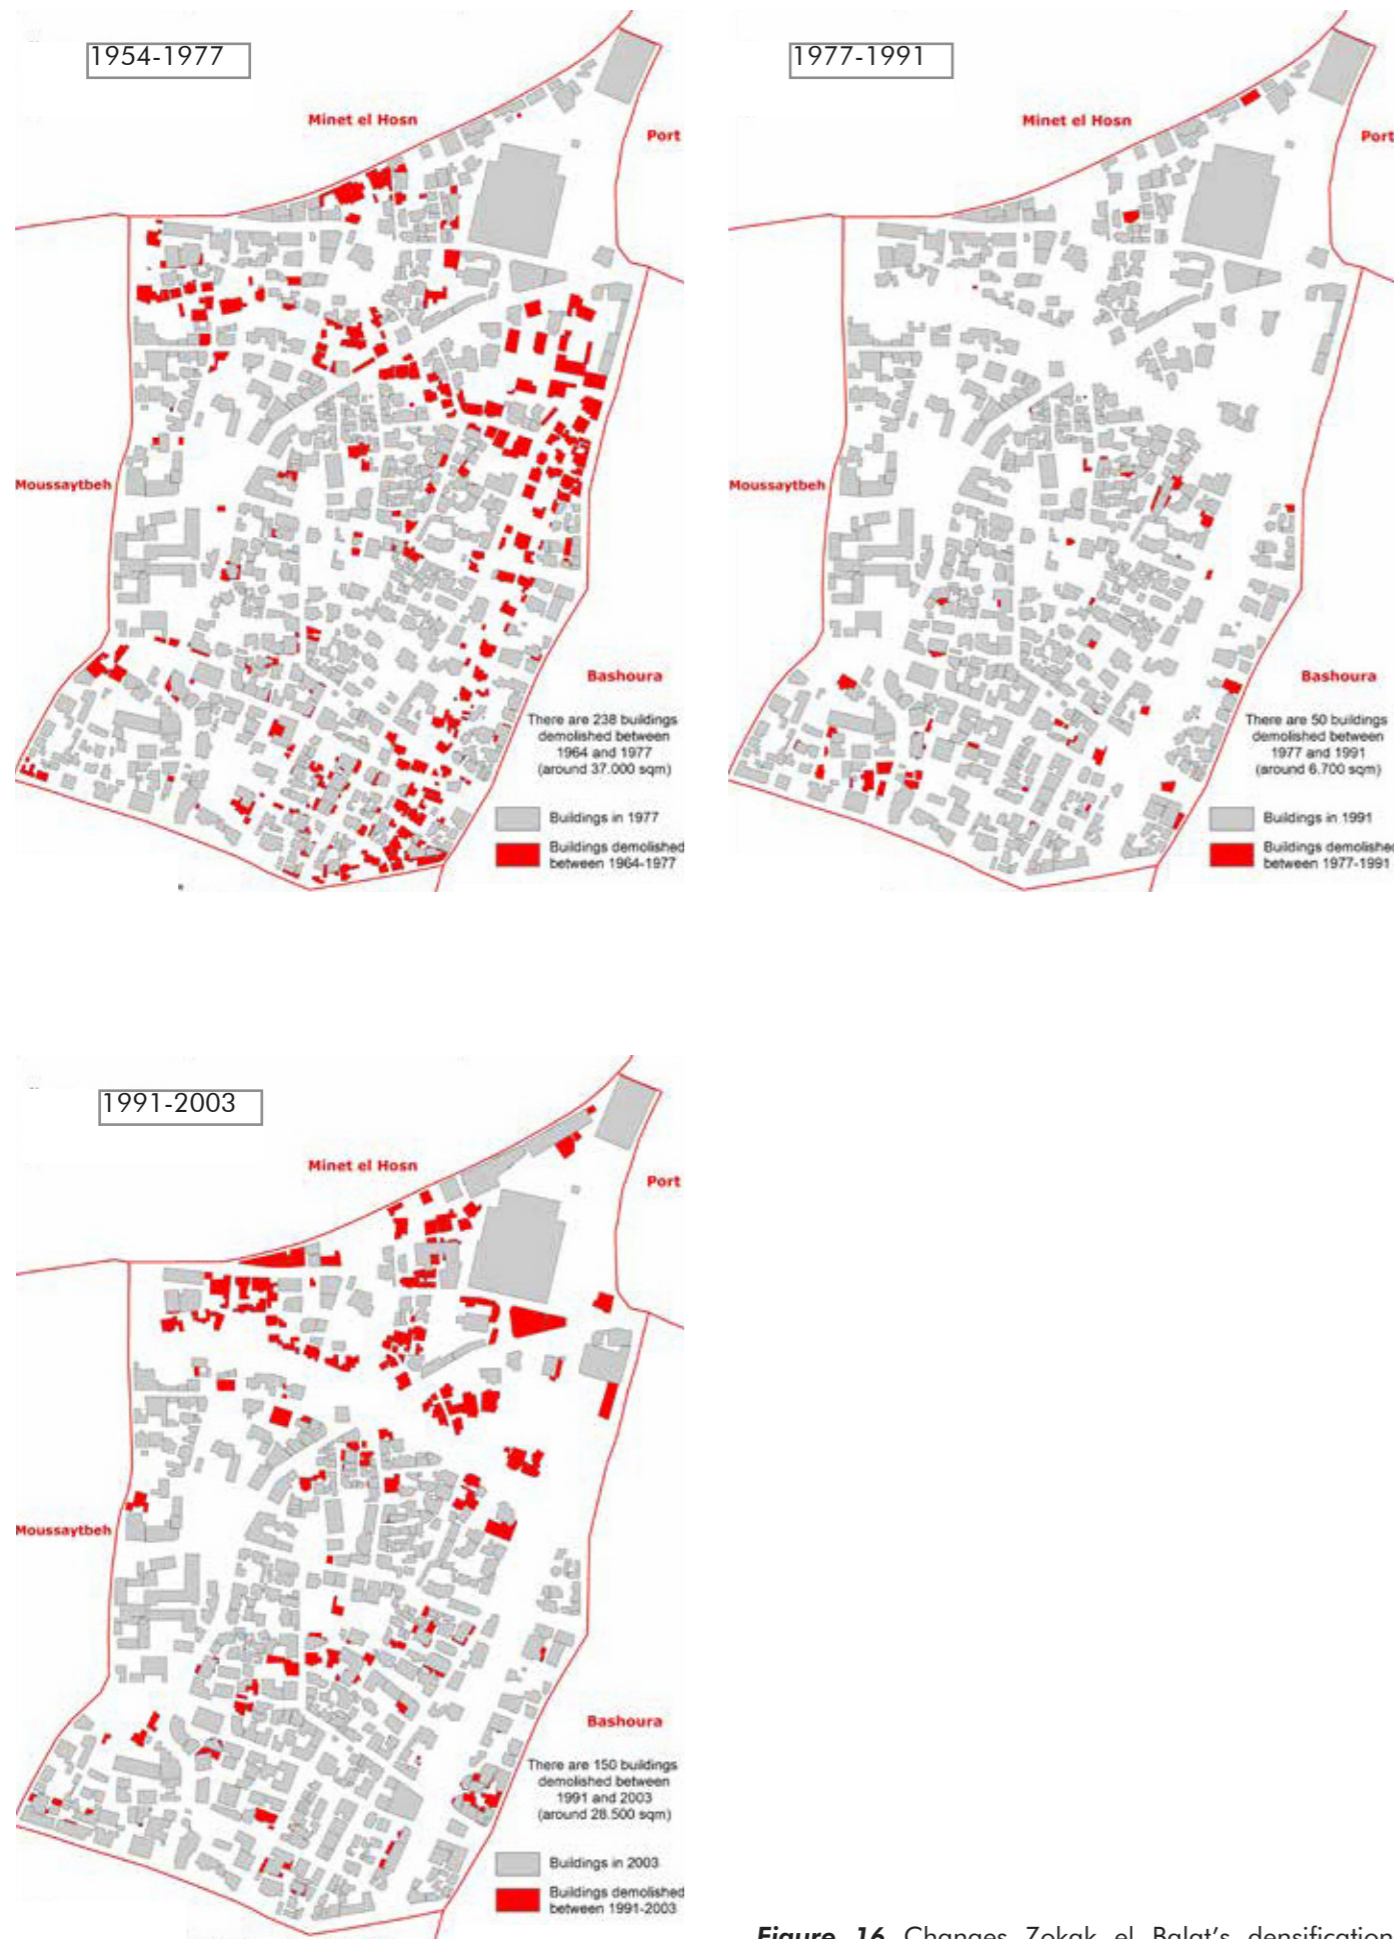 1954-1977
Minet el Hosn
Port
Moussaytbeh
Bashoura
There are 238 buildings
demolished between
1964 and 1977
(around 37.000 sqm)
Buildings in 1977
Buildings demolished
between 1964-1977
1977-1991
Minet el Hosn
Port
Moussaytbeh
Bashoura
There are 50 buildings
demolished between
1977 and 1991
(around 6.700 sqm)
Buildings in 1991
Buildings demolished
between 1977-1991
1991-2003
Minet el Hosn
Port
Moussaytbeh
Bashoura
There are 150 buildings
demolished between
1991 and 2003
(around 28.500 sqm)
Buildings in 2003
Buildings demolished
between 1991-2003
Figure 16 Changes Zokak el Balat's densification